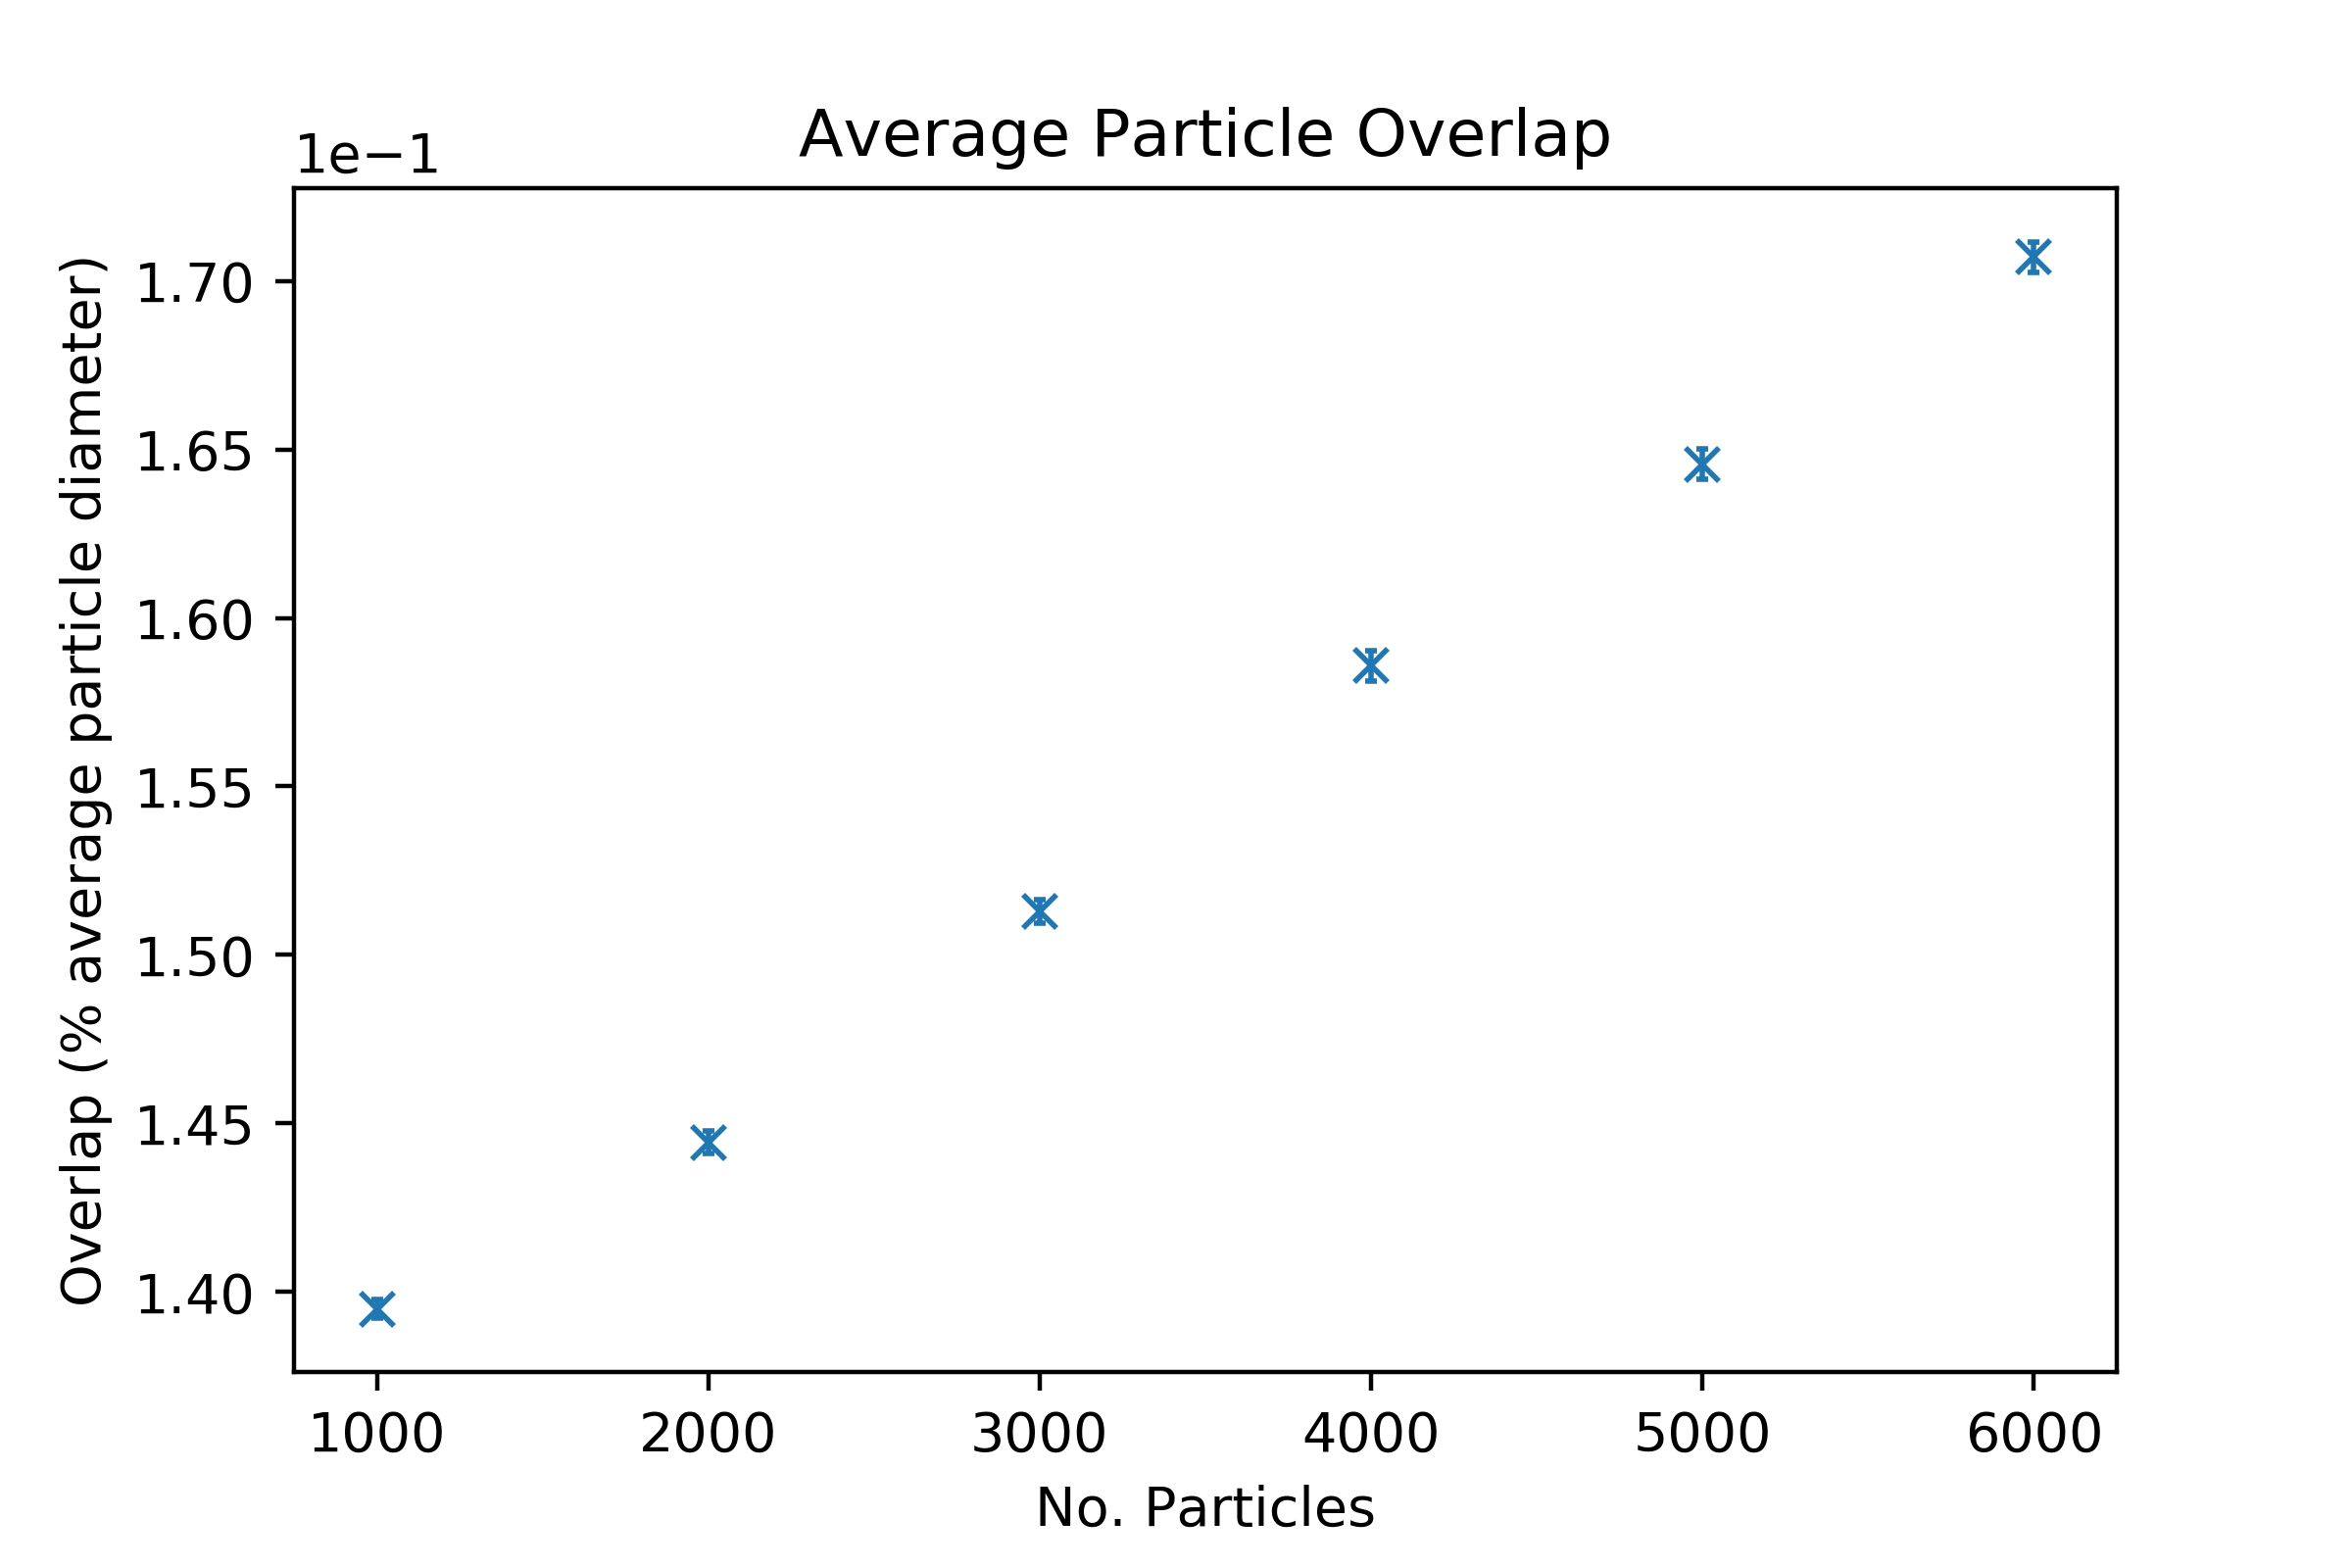 Average Particle Overlap
1e−1
Overlap (% average particle diameter)
1.70
1.65
1.60
1.55
1.50
1.45
1.40
1000 2000 3000 4000 5000 6000
No. Particles